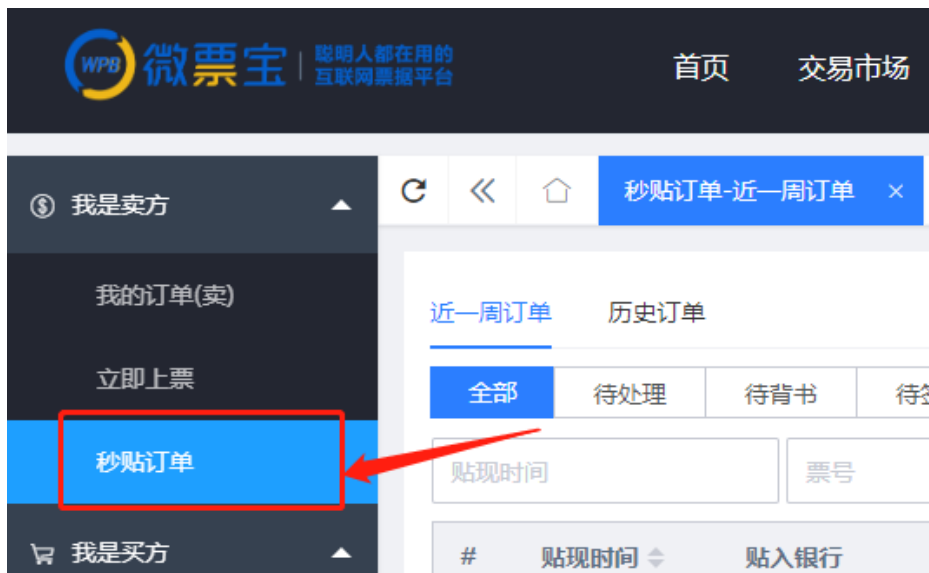 WPB 微票宝 聪明人都在用的
互联网票据平台
首页 交易市场
我是卖方
我的订单(卖)
立即上票
秒贴订单
我是买方
秒贴订单-近一周订单 ×
近一周订单 历史订单
全部 待处理 待背书 待
贴现时间 票号
# 贴现时间 贴入银行